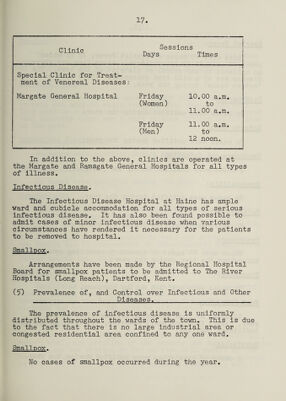 17.
Clinic Sessions
Days Times
Special Clinic for Treat-
ment of Venereal Diseases:
Margate General Hospital Friday 10.00 a.m.
(Women) to
11.00 a.m.
Friday 11.00 a.m.
(Men) to
12 noon.
In addition to the above, clinics are operated at
the Margate and Ramsgate General Hospitals for all types
of illness.
Infectious Disease.
The Infectious Disease Hospital at Haine has ample
ward and cubicle accommodation for all types of serious
infectious disease. It has also been found possible to
admit cases of minor infectious disease when various
circumstances have rendered it necessary for the patients
to be removed to hospital.
Smallpox.
Arrangements have been made by the Regional Hospital
Board for smallpox patients to be admitted to The River
Hospitals (Long Reach), Dartford, Kent.
(5) Prevalence of, and Control over Infectious and Other
Diseases.
The prevalence of infectious disease is uniformly
distributed throughout the wards of the town. This is due
to the fact that there is no large industrial area or
congested residential area confined to any one ward.
Smallpox.
No cases of smallpox occurred during the year.